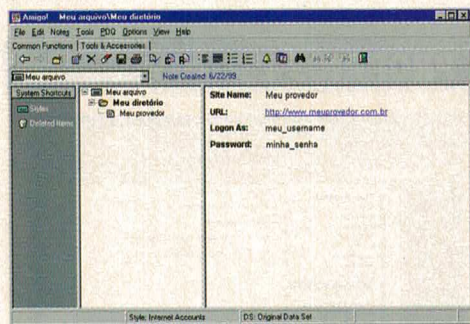 Amigo! Meu arquivo\Meu diretório
File Edit Notes Tools PDQ Options View Help
Common Functions Tools & Accessories
Meu arquivo Note Created: 6/22/99
System Shortcuts
Styles
Deleted Items
Meu arquivo
Meu diretório
Meu provedor
Site Name: Meu provedor
URL: http://www.meuprovedor.com.br
Logon As: meu_username
Password: minha_senha
Style: Internet Accounts DS: Original Data Set